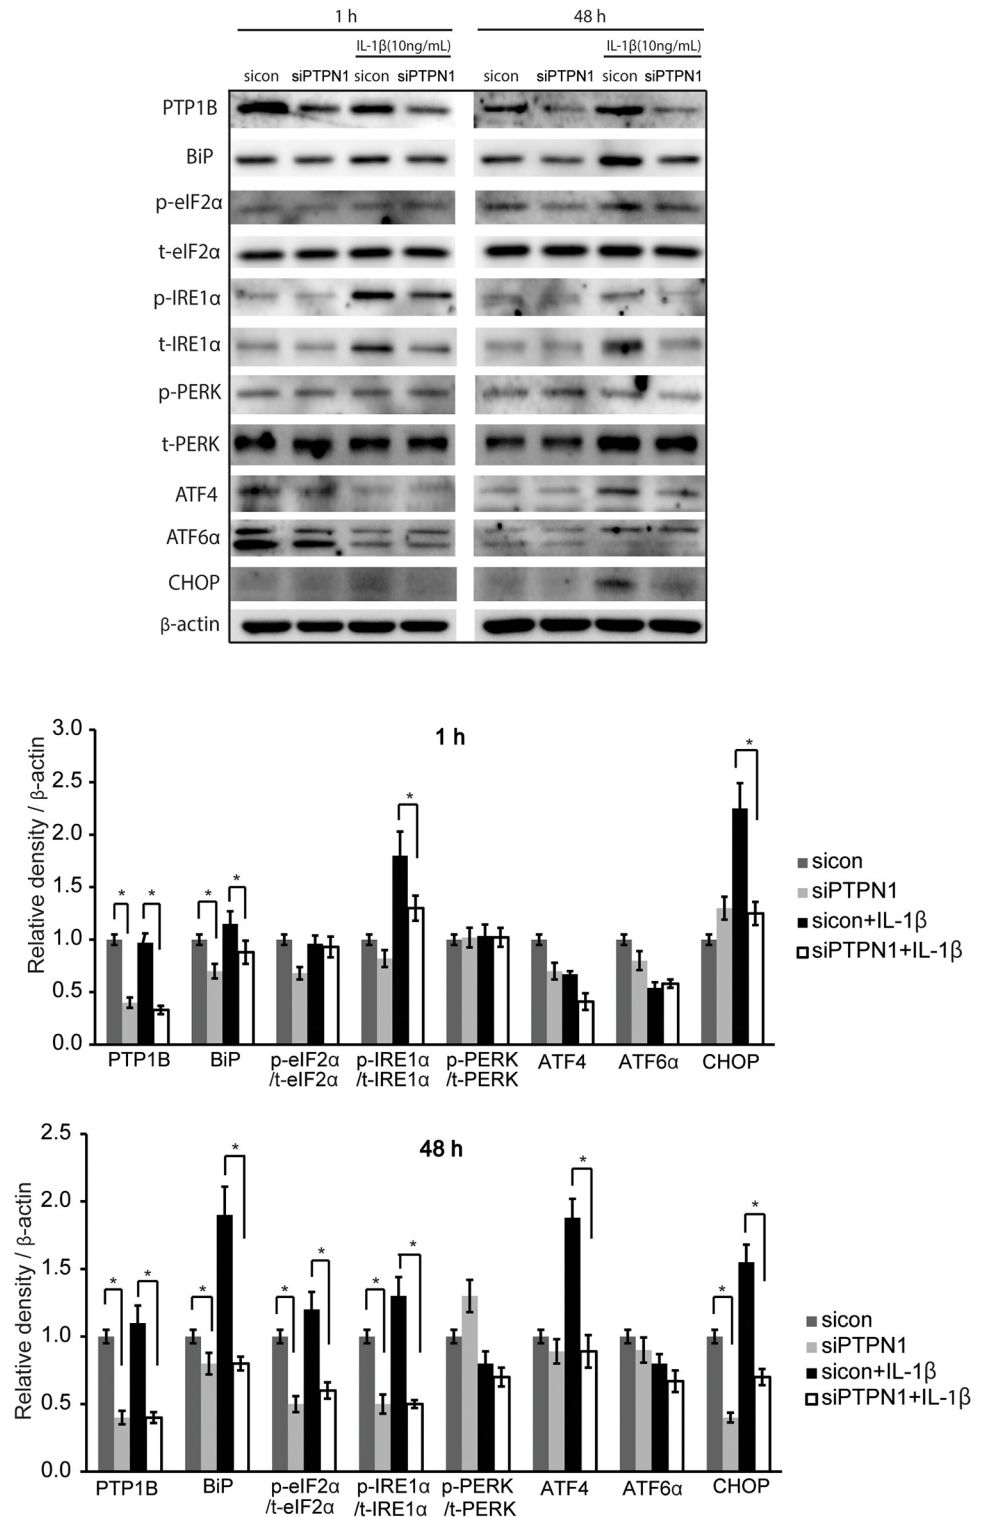 1 h 48 h
IL-1β(10ng/mL) IL-1β(10ng/mL)
sicon siPTPN1 sicon siPTPN1 sicon siPTPN1 sicon siPTPN1
PTP1B
BiP
p-eIF2α
t-eIF2α
p-IRE1α
t-IRE1α
p-PERK
t-PERK
ATF4
ATF6α
CHOP
β-actin
1 h
Relative density / β-actin
3.0
2.5
2.0
1.5
1.0
0.5
0.0
* * * * * *
PTP1B BiP p-eIF2α p-IRE1α p-PERK ATF4 ATF6α CHOP
/t-eIF2α /t-IRE1α /t-PERK
sicon
siPTPN1
sicon+IL-1β
siPTPN1+IL-1β
48 h
Relative density / β-actin
2.5
2.0
1.5
1.0
0.5
0.0
* * * * * * * * * * *
PTP1B BiP p-eIF2α p-IRE1α p-PERK ATF4 ATF6α CHOP
/t-eIF2α /t-IRE1α /t-PERK
sicon
siPTPN1
sicon+IL-1β
siPTPN1+IL-1β